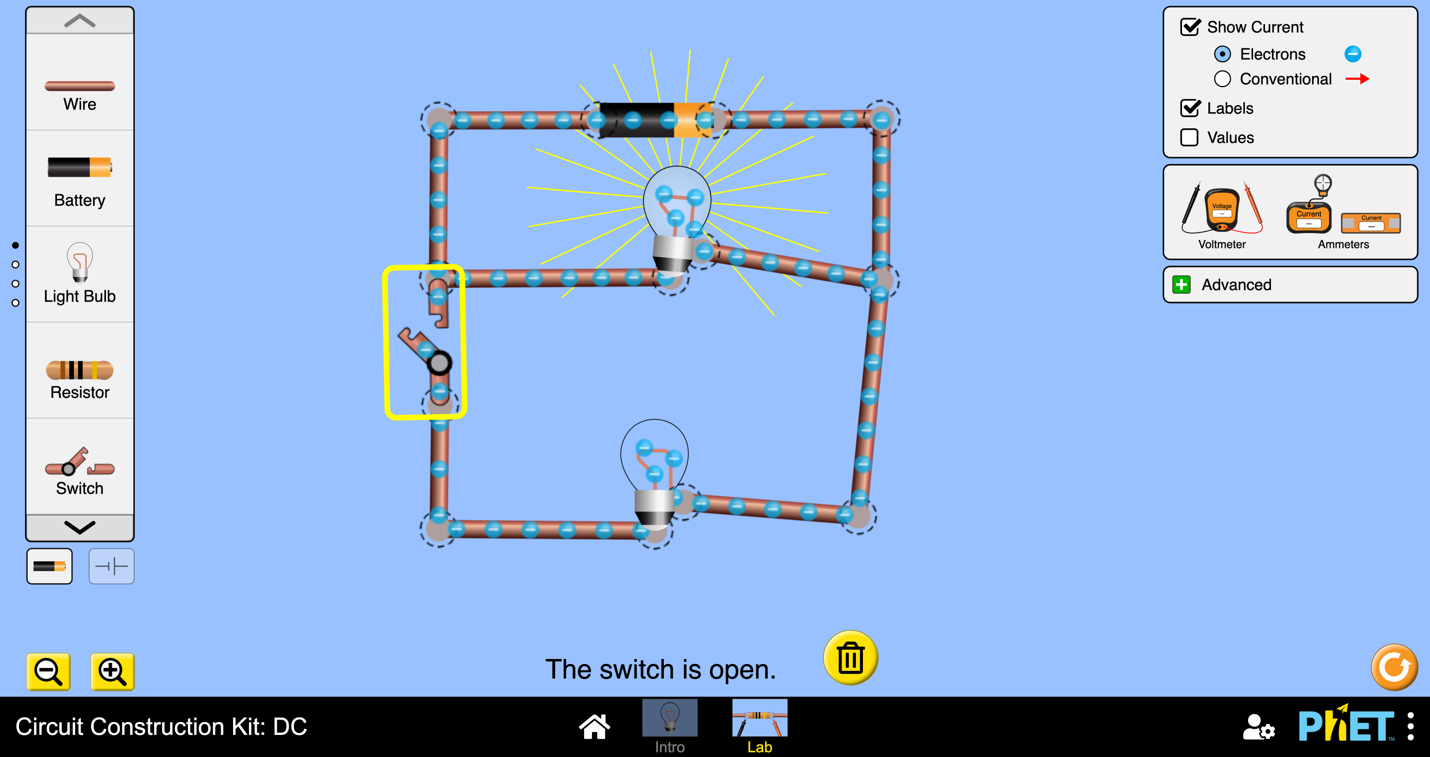 Wire
Battery
Light Bulb
Resistor
Switch
Show Current
Electrons
Conventional
Labels
Values
Voltage
Current
Current
Voltmeter
Ammeters
Advanced
The switch is open.
Circuit Construction Kit: DC
Intro
Lab
PhET